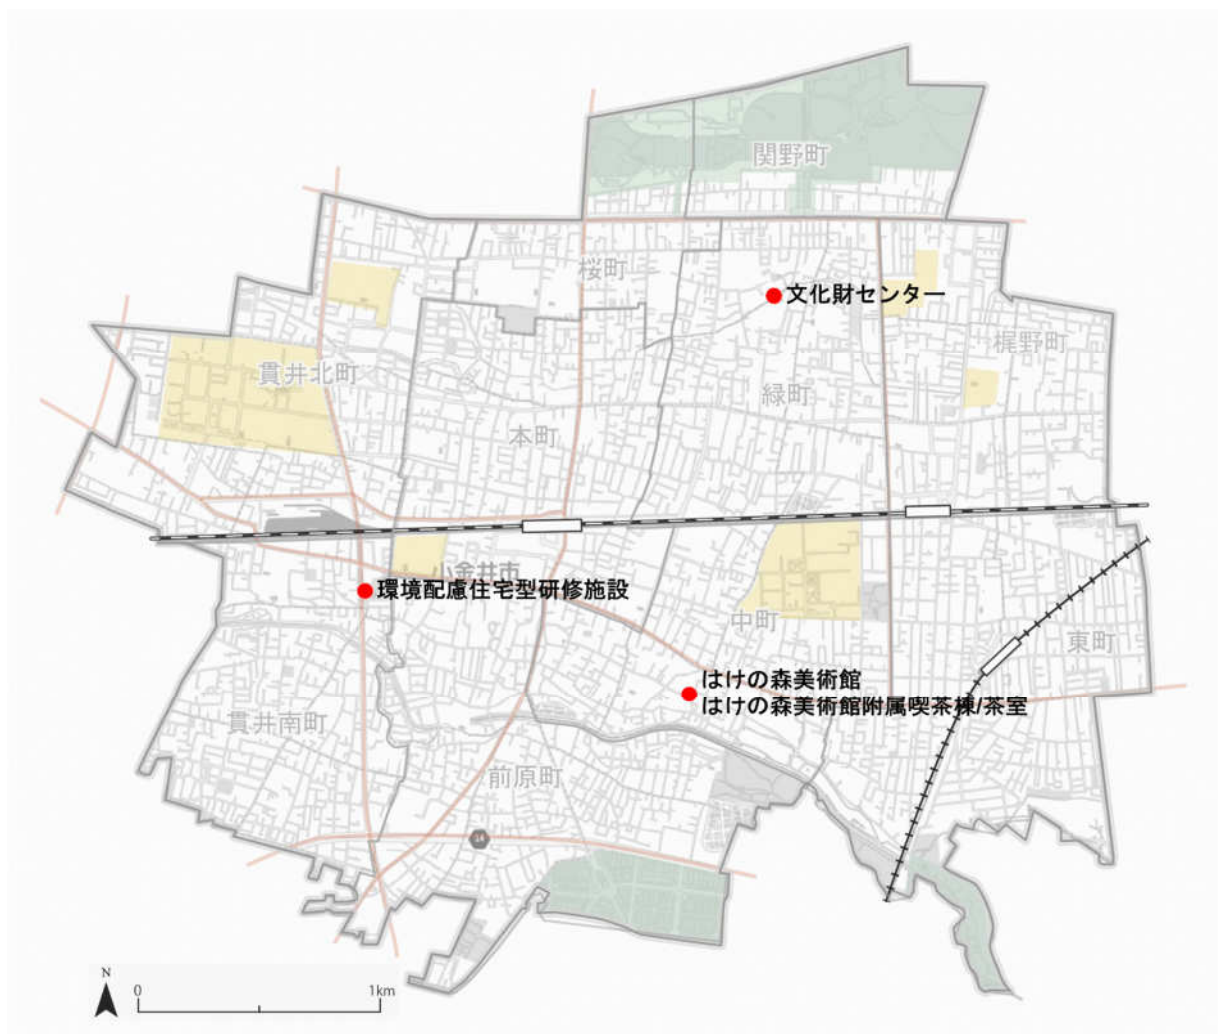 関野町
桜町
文化財センター
梶野町
貫井北町
緑町
本町
小金井市
環境配慮住宅型研修施設
中町
東町
はけの森美術館
はけの森美術館附属喫茶棟/茶室
貫井南町
前原町
14
N
0
1km